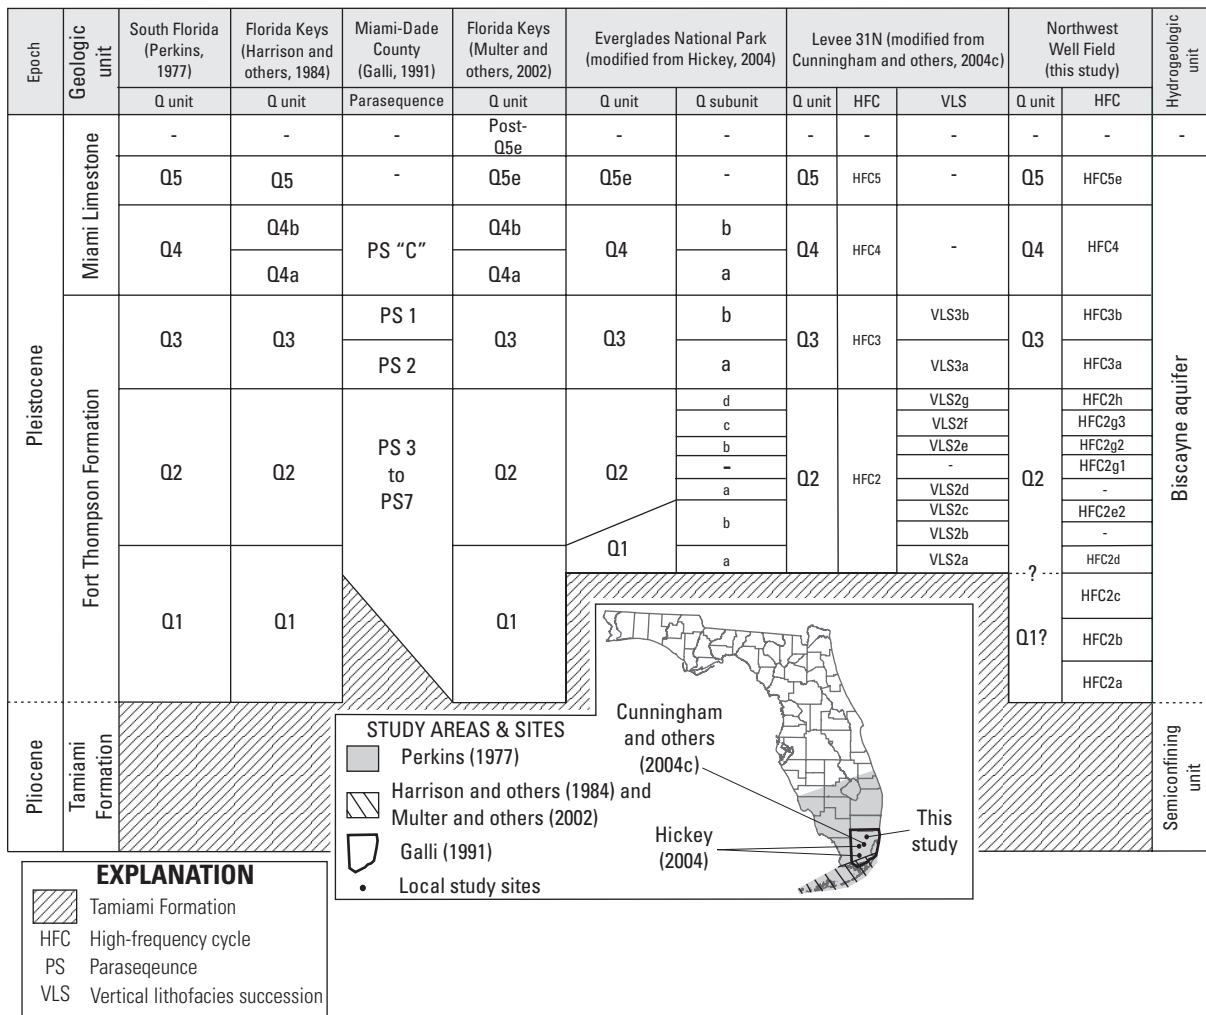 Epoch
Geologic
unit
South Florida
(Perkins,
1977)
Florida Keys
(Harrison and
others, 1984)
Miami-Dade
County
(Galli, 1991)
Florida Keys
(Multer and
others, 2002)
Everglades National Park
(modified from Hickey, 2004)
Levee 31N (modified from
Cunningham and others, 2004c)
Northwest
Well Field
(this study)
Hydrogeologic
unit
Q unit
Q unit
Parasequence
Q unit
Q unit
Q subunit
Q unit
HFC
VLS
Q unit
HFC
Pleistocene
Pliocene
Miami Limestone
Fort Thompson Formation
Tamiami
Formation
-
Q5
Q4
Q3
Q2
Q1
-
Q5
Q4b
Q4a
Q3
Q2
Q1
-
-
PS “C”
PS 1
PS 2
PS 3
to
PS7
Post-
Q5e
Q5e
Q4b
Q4a
Q3
Q2
Q1
-
Q5e
Q4
Q3
Q2
Q1
-
-
b
a
b
a
d
c
b
-
a
b
a
-
Q5
Q4
Q3
Q2
-
HFC5
HFC4
HFC3
HFC2
-
-
-
VLS3b
VLS3a
VLS2g
VLS2f
VLS2e
-
VLS2d
VLS2c
VLS2b
VLS2a
-
Q5
Q4
Q3
Q2
?
Q1?
-
HFC5e
HFC4
HFC3b
HFC3a
HFC2h
HFC2g3
HFC2g2
HFC2g1
-
HFC2e2
-
HFC2d
HFC2c
HFC2b
HFC2a
-
Biscayne aquifer
Semiconfining
unit
STUDY AREAS & SITES
Perkins (1977)
Harrison and others (1984) and
Multer and others (2002)
Galli (1991)
Local study sites
Cunningham
and others
(2004c)
Hickey
(2004)
This
study
EXPLANATION
Tamiami Formation
HFC High-frequency cycle
PS Paraseqeunce
VLS Vertical lithofacies succession